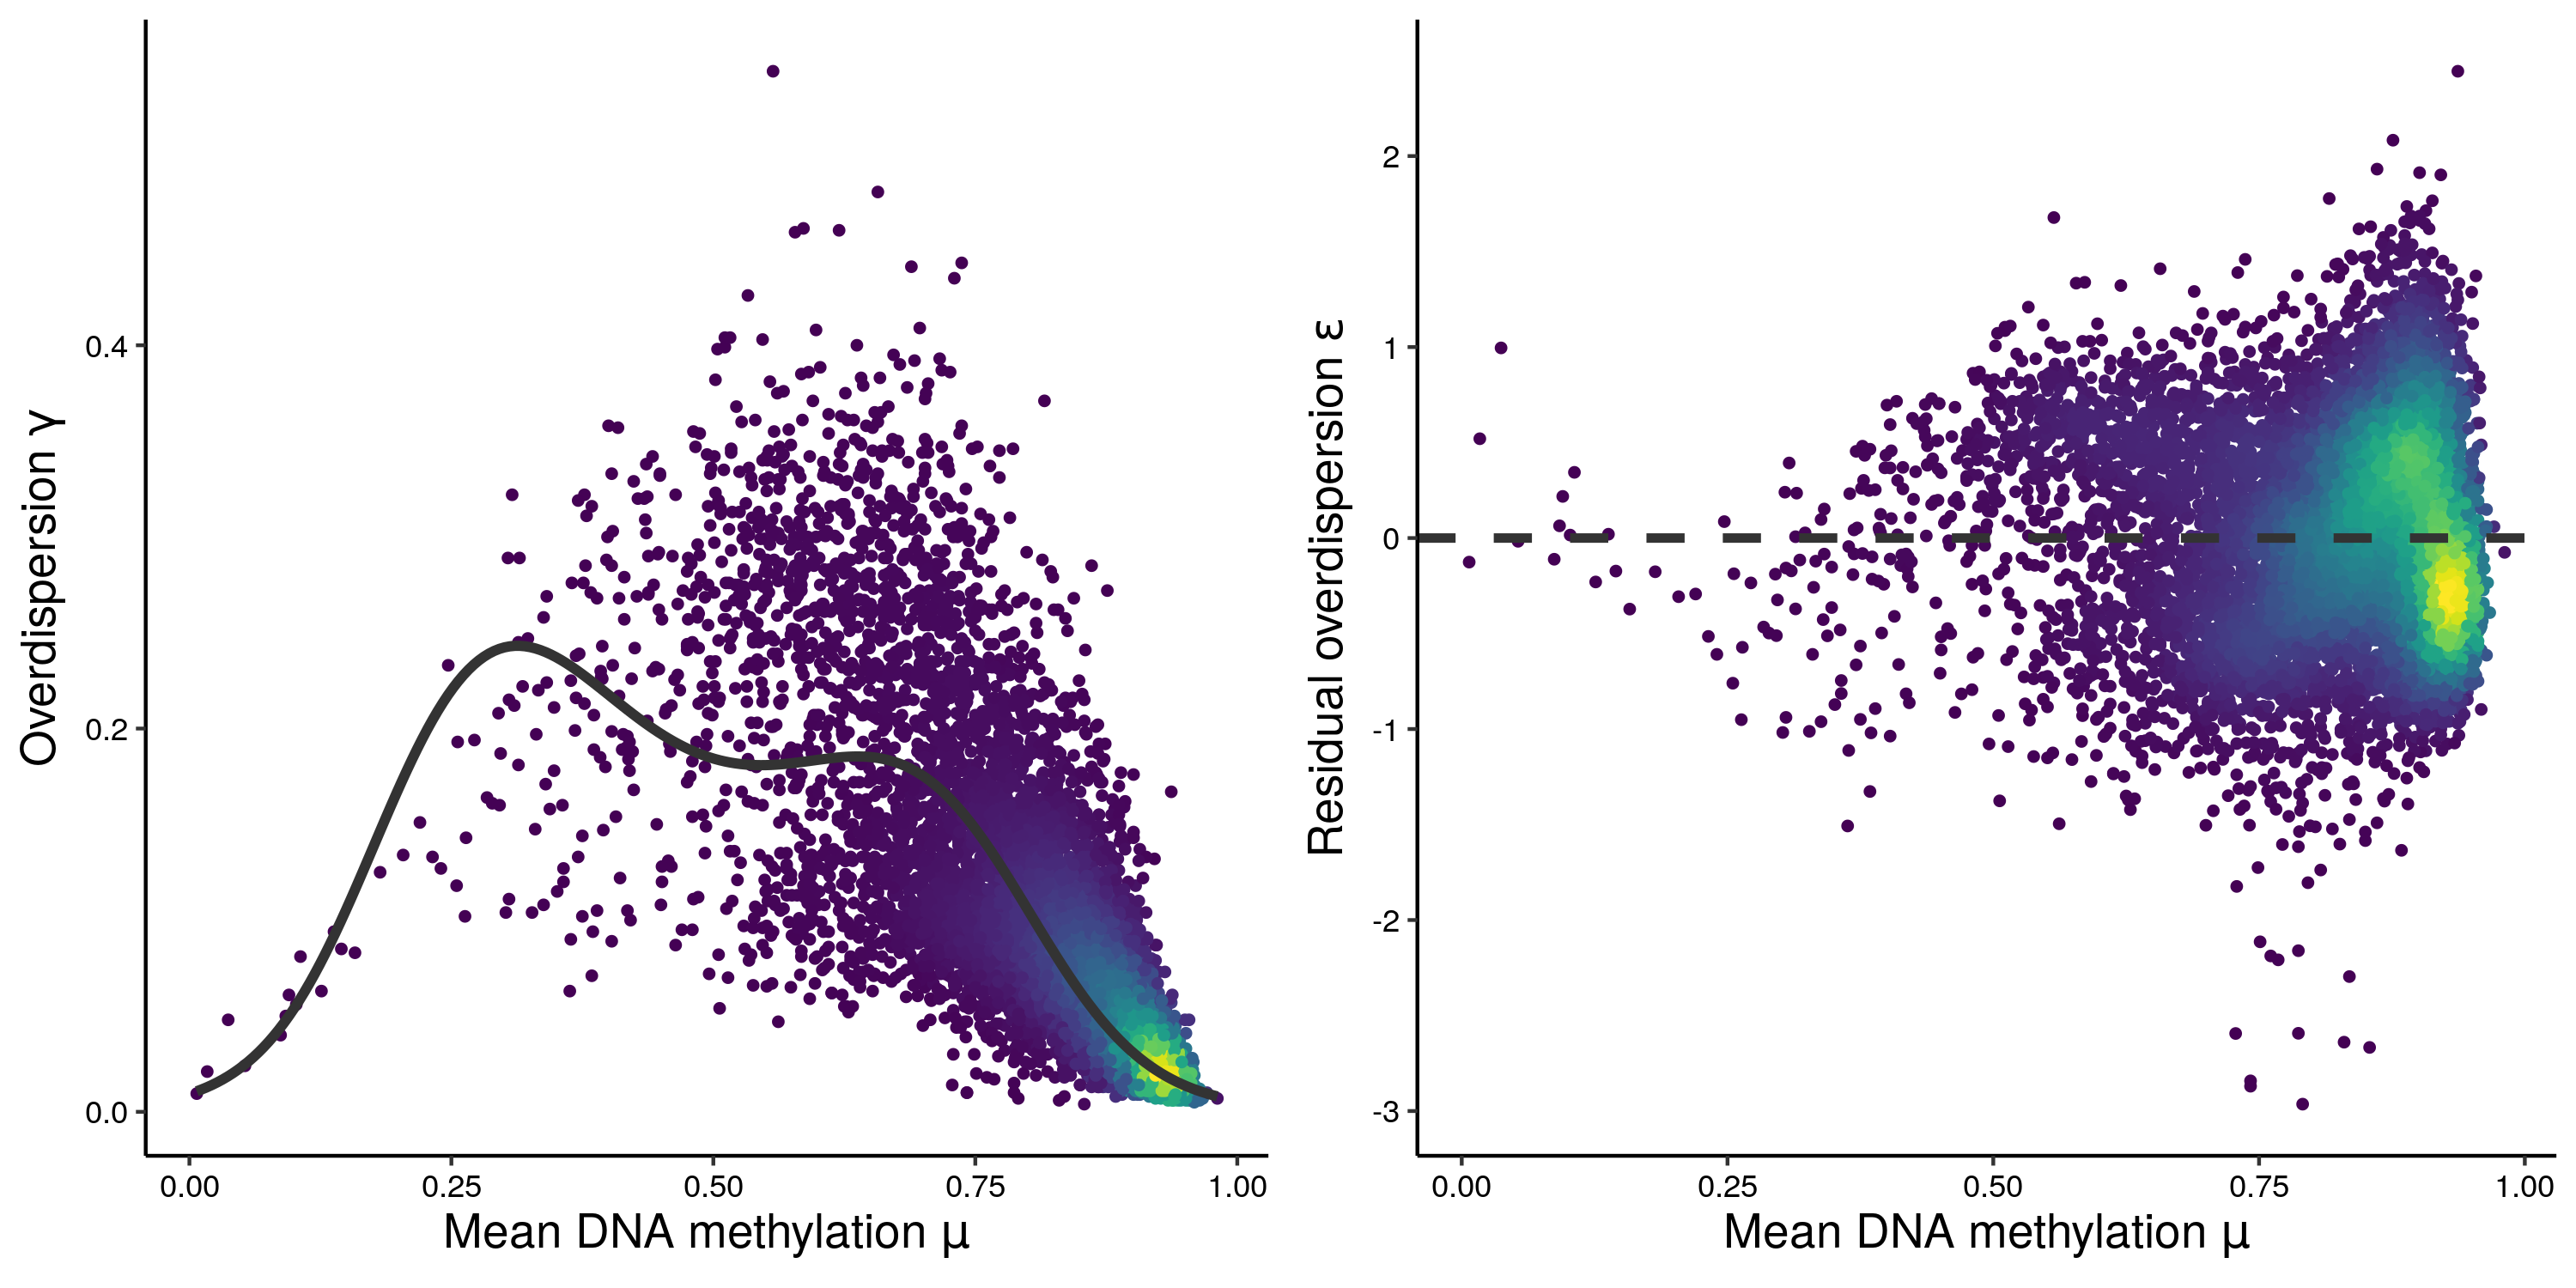 Overdispersion γ
0.4
0.2
0.0
0.00 0.25 0.50 0.75 1.00
Mean DNA methylation μ
Residual overdispersion ε
2
1
0
-1
-2
-3
0.00 0.25 0.50 0.75 1.00
Mean DNA methylation μ